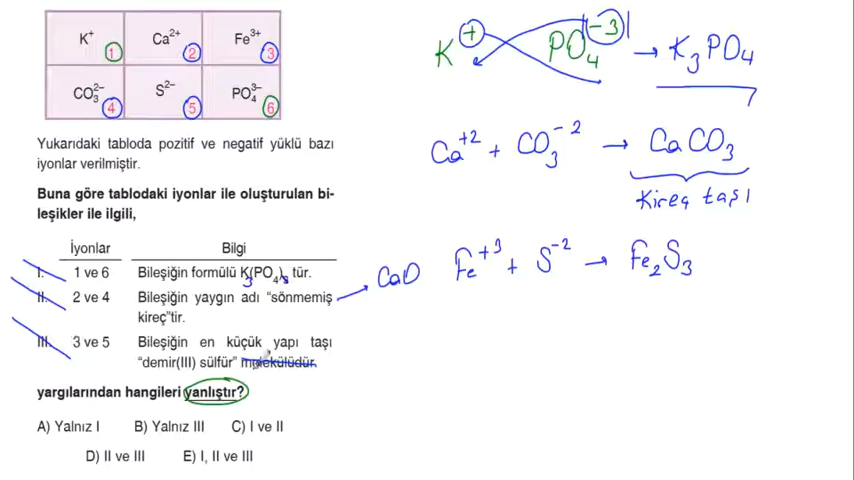 K⁺ Ca²⁺ Fe³⁺
1 2 3
CO₃²⁻ S²⁻ PO₄³⁻
4 5 6
Yukarıdaki tabloda pozitif ve negatif yüklü bazı
iyonlar verilmiştir.
Buna göre tablodaki iyonlar ile oluşturulan bi-
leşikler ile ilgili,
İyonlar Bilgi
I. 1 ve 6 Bileşiğin formülü K₃(PO₄) tür.
II. 2 ve 4 Bileşiğin yaygın adı "sönmemiş
kireç"tir.
III. 3 ve 5 Bileşiğin en küçük yapı taşı
"demir(III) sülfür" molekülüdür.
yargılarından hangileri yanlıştır?
A) Yalnız I B) Yalnız III C) I ve II
D) II ve III E) I, II ve III
K⁺ PO₄⁻³ → K₃PO₄
Ca⁺² + CO₃⁻² → CaCO₃
Kireç taşı
CaO
Fe⁺³ + S⁻² → Fe₂S₃